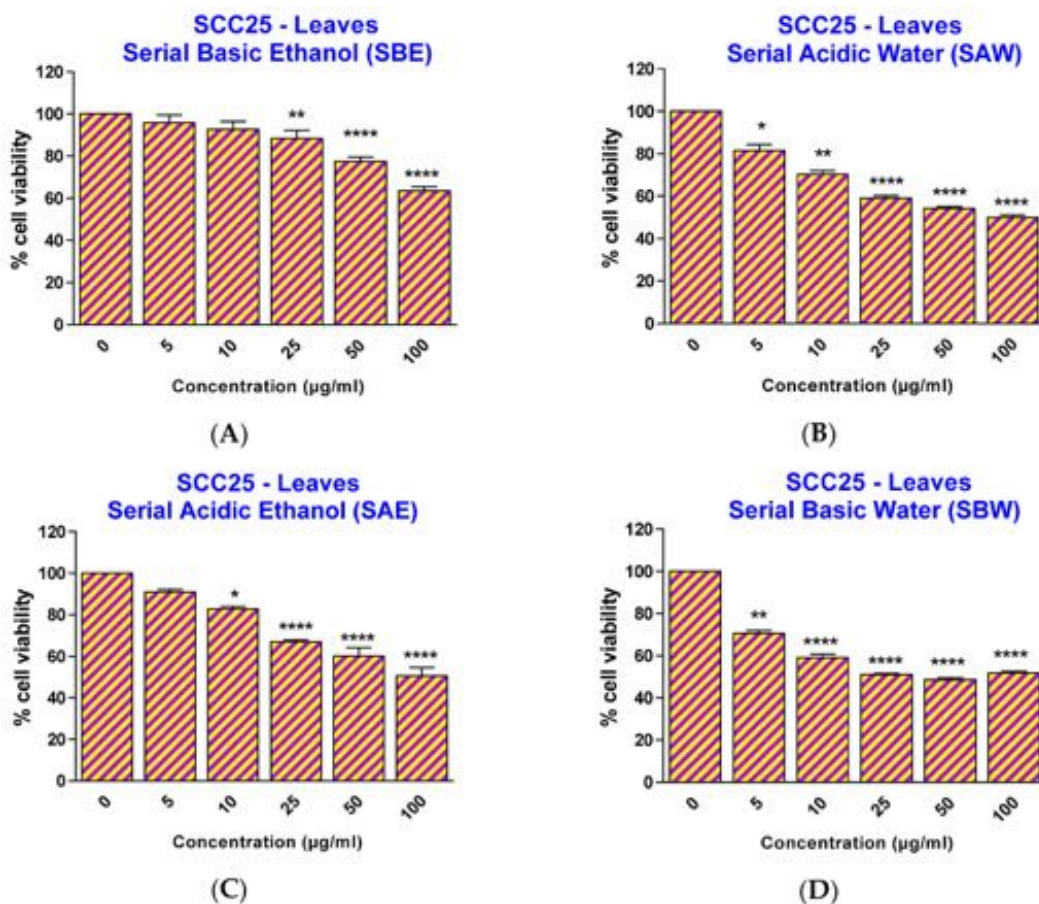 SCC25 - Leaves
Serial Basic Ethanol (SBE)
% cell viability
120
100
80
60
40
20
0
**
****
****
0 5 10 25 50 100
Concentration (µg/ml)
(A)
SCC25 - Leaves
Serial Acidic Water (SAW)
% cell viability
120
100
80
60
40
20
0
*
**
****
****
****
0 5 10 25 50 100
Concentration (µg/ml)
(B)
SCC25 - Leaves
Serial Acidic Ethanol (SAE)
% cell viability
120
100
80
60
40
20
0
*
****
****
****
0 5 10 25 50 100
Concentration (µg/ml)
(C)
SCC25 - Leaves
Serial Basic Water (SBW)
% cell viability
120
100
80
60
40
20
0
**
****
****
****
****
0 5 10 25 50 100
Concentration (µg/ml)
(D)